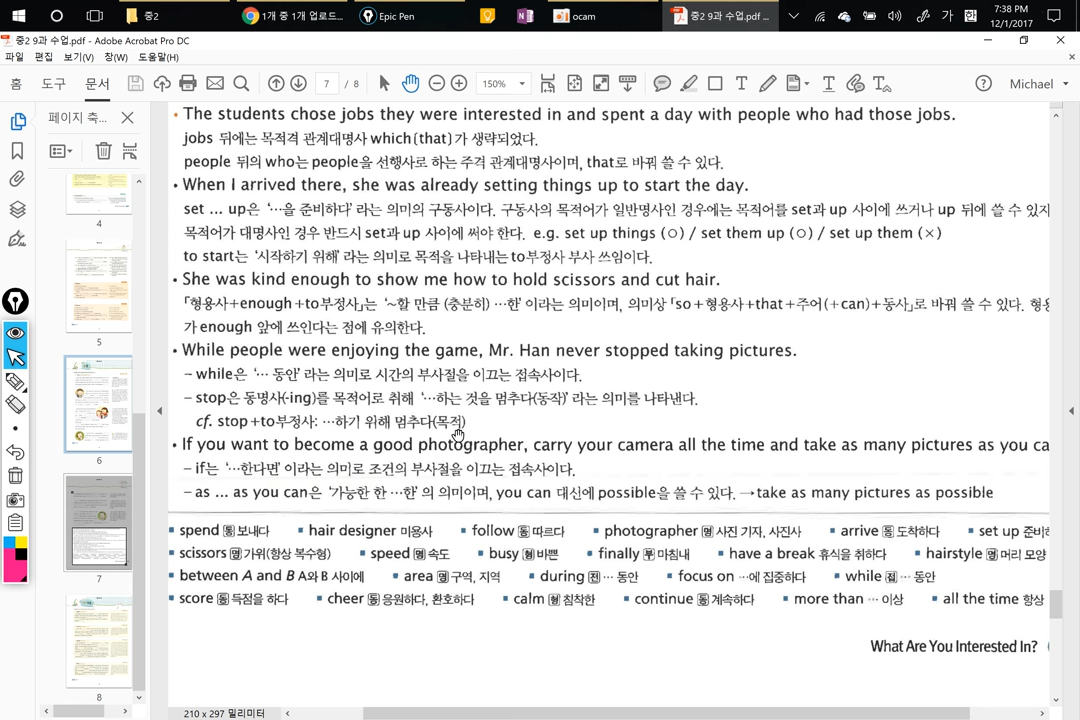 중2
1개 중 1개 업로드...
Epic Pen
ocam
중2 9과 수업.pdf ...
가
한
7:38 PM
12/1/2017
중2 9과 수업.pdf - Adobe Acrobat Pro DC
파일 편집 보기(V) 창(W) 도움말(H)
홈 도구 문서
7 / 8
150%
Michael
페이지 축...
4
5
6
7
8
• The students chose jobs they were interested in and spent a day with people who had those jobs.
jobs 뒤에는 목적격 관계대명사 which(that)가 생략되었다.
people 뒤의 who는 people을 선행사로 하는 주격 관계대명사이며, that로 바꿔 쓸 수 있다.
• When I arrived there, she was already setting things up to start the day.
set ... up은 '…을 준비하다' 라는 의미의 구동사이다. 구동사의 목적어가 일반명사인 경우에는 목적어를 set과 up 사이에 쓰거나 up 뒤에 쓸 수 있지
목적어가 대명사인 경우 반드시 set과 up 사이에 써야 한다. e.g. set up things (○) / set them up (○) / set up them (×)
to start는 '시작하기 위해' 라는 의미로 목적을 나타내는 to부정사 부사 쓰임이다.
• She was kind enough to show me how to hold scissors and cut hair.
「형용사+enough+to부정사」는 '~할 만큼 (충분히) …한' 이라는 의미이며, 의미상 「so+형용사+that+주어(+can)+동사」로 바꿔 쓸 수 있다. 형용
가 enough 앞에 쓰인다는 점에 유의한다.
• While people were enjoying the game, Mr. Han never stopped taking pictures.
– while은 '… 동안' 라는 의미로 시간의 부사절을 이끄는 접속사이다.
– stop은 동명사(-ing)를 목적어로 취해 '…하는 것을 멈추다(동작)' 라는 의미를 나타낸다.
cf. stop+to부정사: …하기 위해 멈추다(목적)
• If you want to become a good photographer, carry your camera all the time and take as many pictures as you ca
– if는 '…한다면' 이라는 의미로 조건의 부사절을 이끄는 접속사이다.
– as ... as you can은 '가능한 한 …한' 의 의미이며, you can 대신에 possible을 쓸 수 있다. → take as many pictures as possible
▪ spend 동 보내다 ▪ hair designer 미용사 ▪ follow 동 따르다 ▪ photographer 명 사진 기자, 사진사 ▪ arrive 동 도착하다 ▪ set up 준비하
▪ scissors 명 가위(항상 복수형) ▪ speed 명 속도 ▪ busy 형 바쁜 ▪ finally 부 마침내 ▪ have a break 휴식을 취하다 ▪ hairstyle 명 머리 모양
▪ between A and B A와 B 사이에 ▪ area 명 구역, 지역 ▪ during 전 … 동안 ▪ focus on …에 집중하다 ▪ while 접 … 동안
▪ score 동 득점을 하다 ▪ cheer 동 응원하다, 환호하다 ▪ calm 형 침착한 ▪ continue 동 계속하다 ▪ more than … 이상 ▪ all the time 항상
What Are You Interested In?
210 x 297 밀리미터